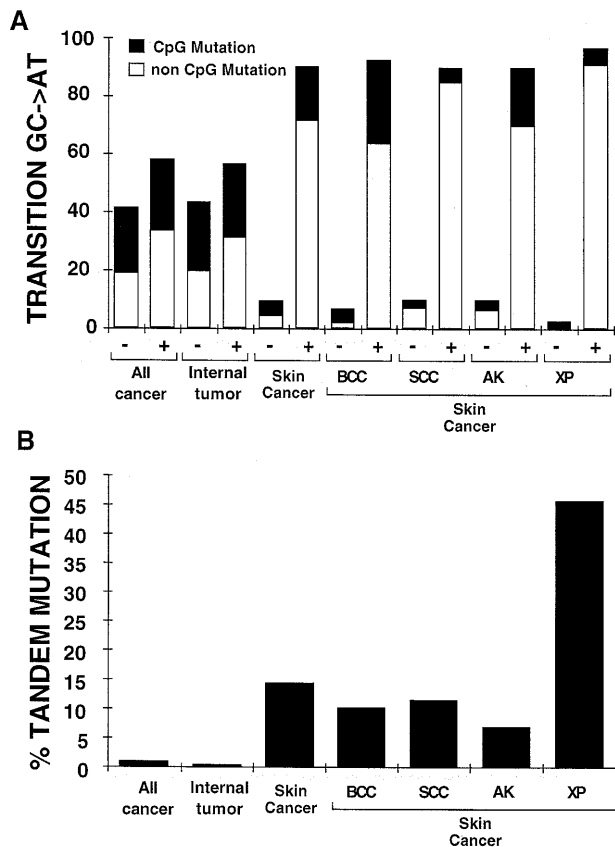 A
TRANSITION GC->AT
100
80
60
40
20
0
CpG Mutation
non CpG Mutation
- + - + - + - + - + - + - +
All cancer
Internal tumor
Skin Cancer
BCC
SCC
AK
XP
Skin
Cancer
B
% TANDEM MUTATION
50
45
40
35
30
25
20
15
10
5
0
All cancer
Internal tumor
Skin Cancer
BCC
SCC
AK
XP
Skin
Cancer